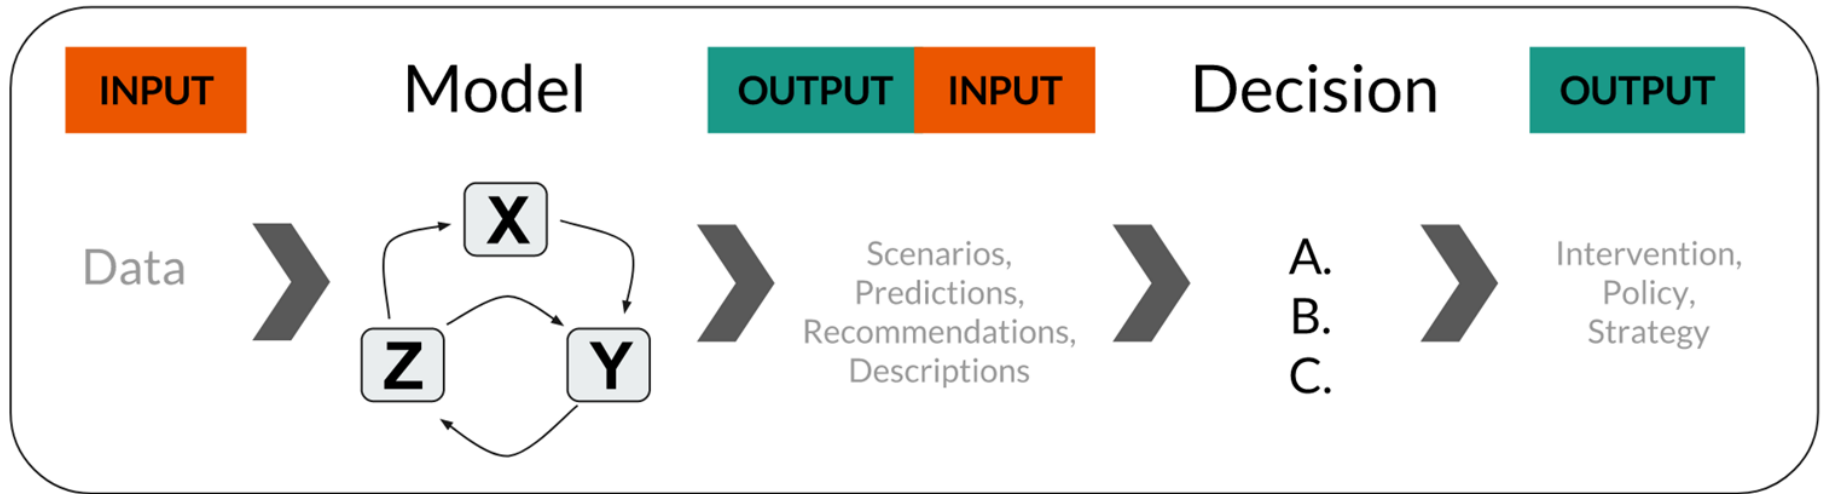 INPUT
Model
OUTPUT
INPUT
Decision
OUTPUT
Data
X
Z
Y
Scenarios,
Predictions,
Recommendations,
Descriptions
A.
B.
C.
Intervention,
Policy,
Strategy